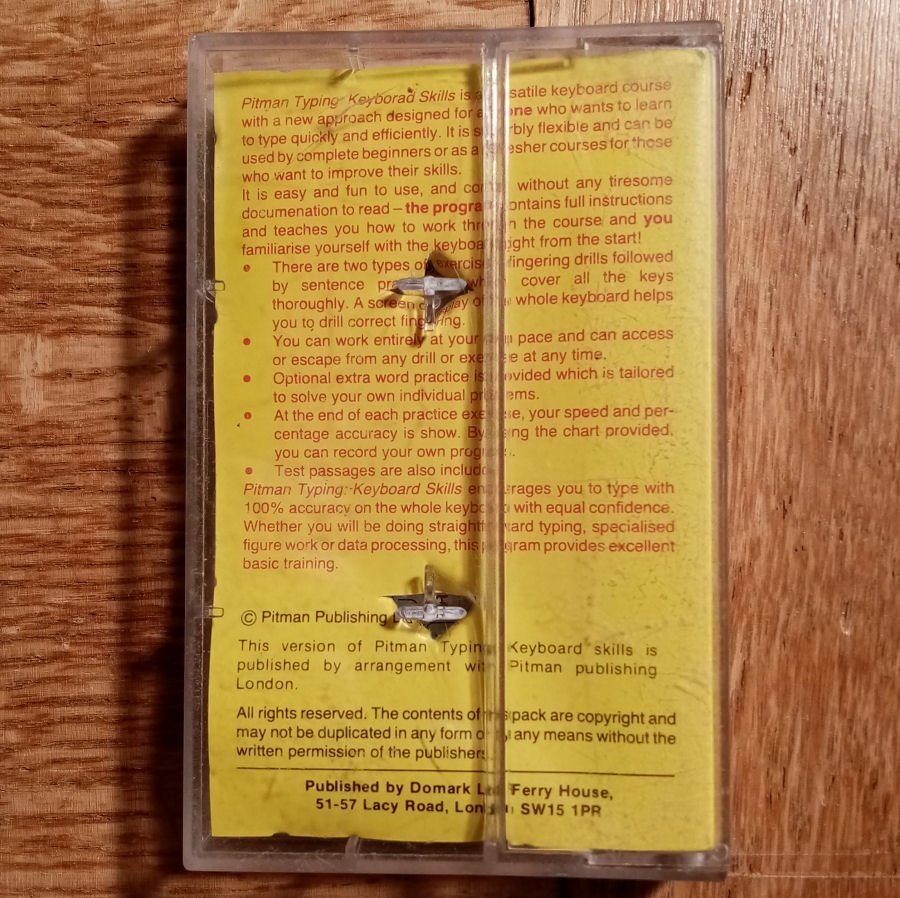 Pitman Typing: Keyborad Skills is a versatile keyboard course
with a new approach designed for anyone who wants to learn
to type quickly and efficiently. It is superbly flexible and can be
used by complete beginners or as a refresher courses for those
who want to improve their skills.
It is easy and fun to use, and comes without any tiresome
documenation to read – the program contains full instructions
and teaches you how to work through the course and you
familiarise yourself with the keyboard right from the start!
• There are two types of exercise: fingering drills followed
by sentence practice which cover all the keys
thoroughly. A screen display of the whole keyboard helps
you to drill correct fingering.
• You can work entirely at your own pace and can access
or escape from any drill or exercise at any time.
• Optional extra word practice is provided which is tailored
to solve your own individual problems.
• At the end of each practice exercise, your speed and per-
centage accuracy is show. By using the chart provided,
you can record your own progress.
• Test passages are also included
Pitman Typing: Keyboard Skills encourages you to type with
100% accuracy on the whole keyboard with equal confidence.
Whether you will be doing straightforward typing, specialised
figure work or data processing, this program provides excellent
basic training.
© Pitman Publishing
This version of Pitman Typing: Keyboard skills is
published by arrangement with Pitman publishing
London.
All rights reserved. The contents of this pack are copyright and
may not be duplicated in any form or by any means without the
written permission of the publishers.
Published by Domark Ltd. Ferry House,
51-57 Lacy Road, London SW15 1PR